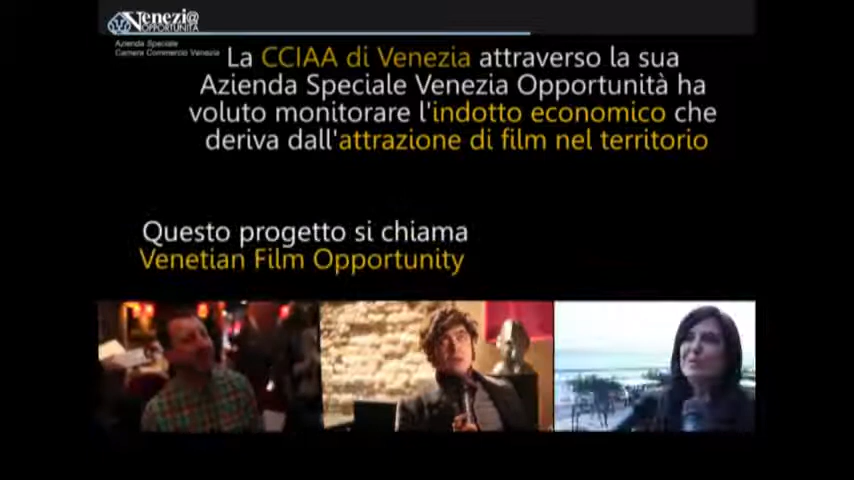 Venezi@
OPPORTUNITÀ
Azienda Speciale
Camera Commercio Venezia
La CCIAA di Venezia attraverso la sua
Azienda Speciale Venezia Opportunità ha
voluto monitorare l'indotto economico che
deriva dall'attrazione di film nel territorio
Questo progetto si chiama
Venetian Film Opportunity